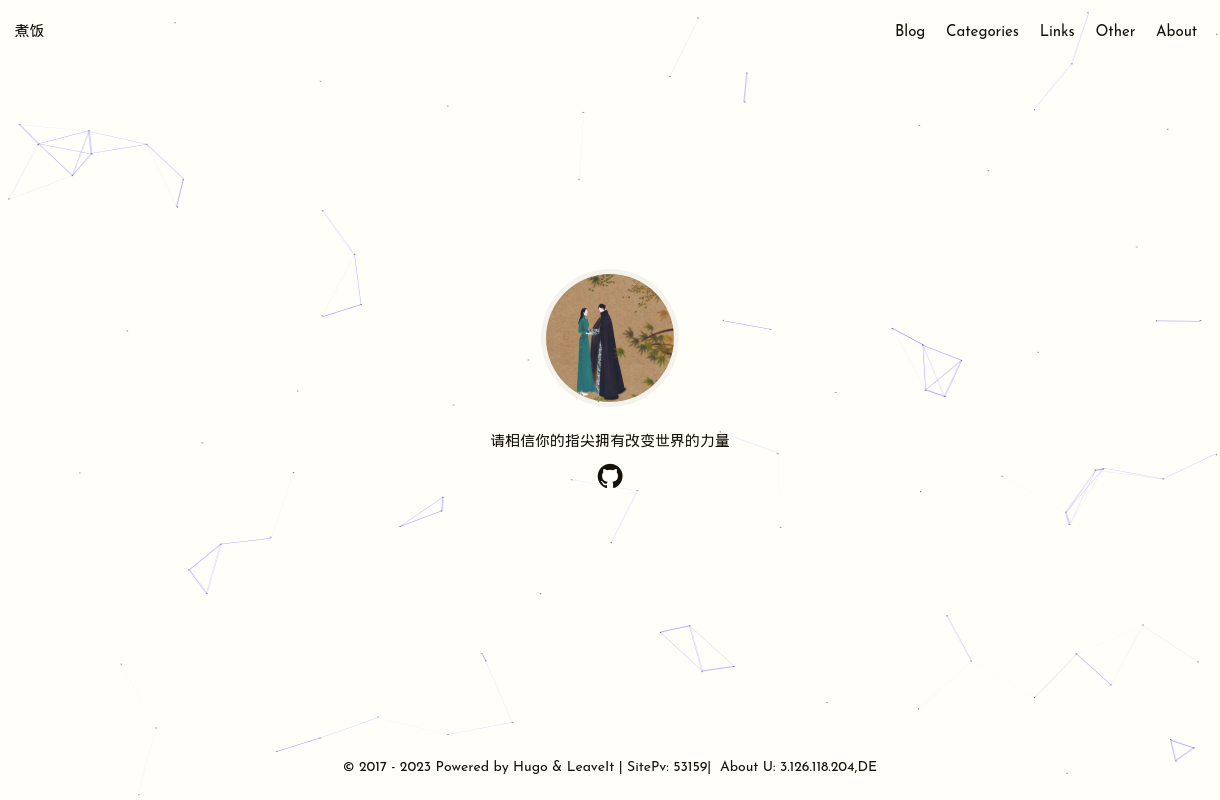 煮饭
Blog Categories Links Other About
请相信你的指尖拥有改变世界的力量
© 2017 - 2023 Powered by Hugo & LeaveIt | SitePv: 53159| About U: 3.126.118.204,DE